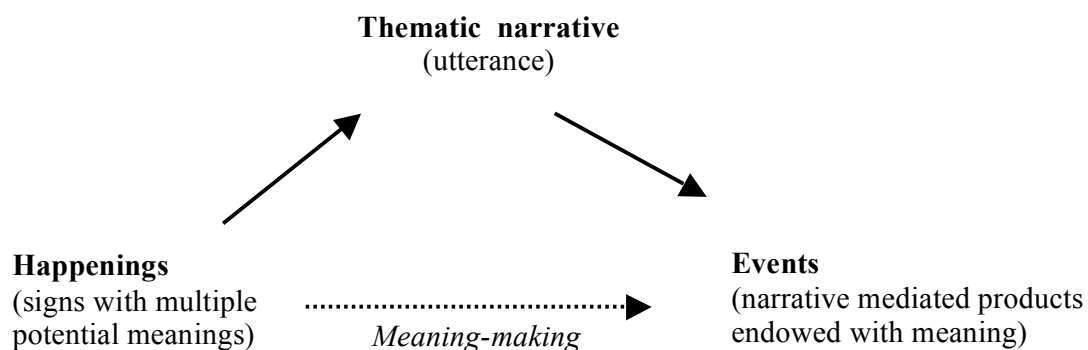 Thematic narrative
(utterance)
Happenings
(signs with multiple
potential meanings)
Meaning-making
Events
(narrative mediated products
endowed with meaning)